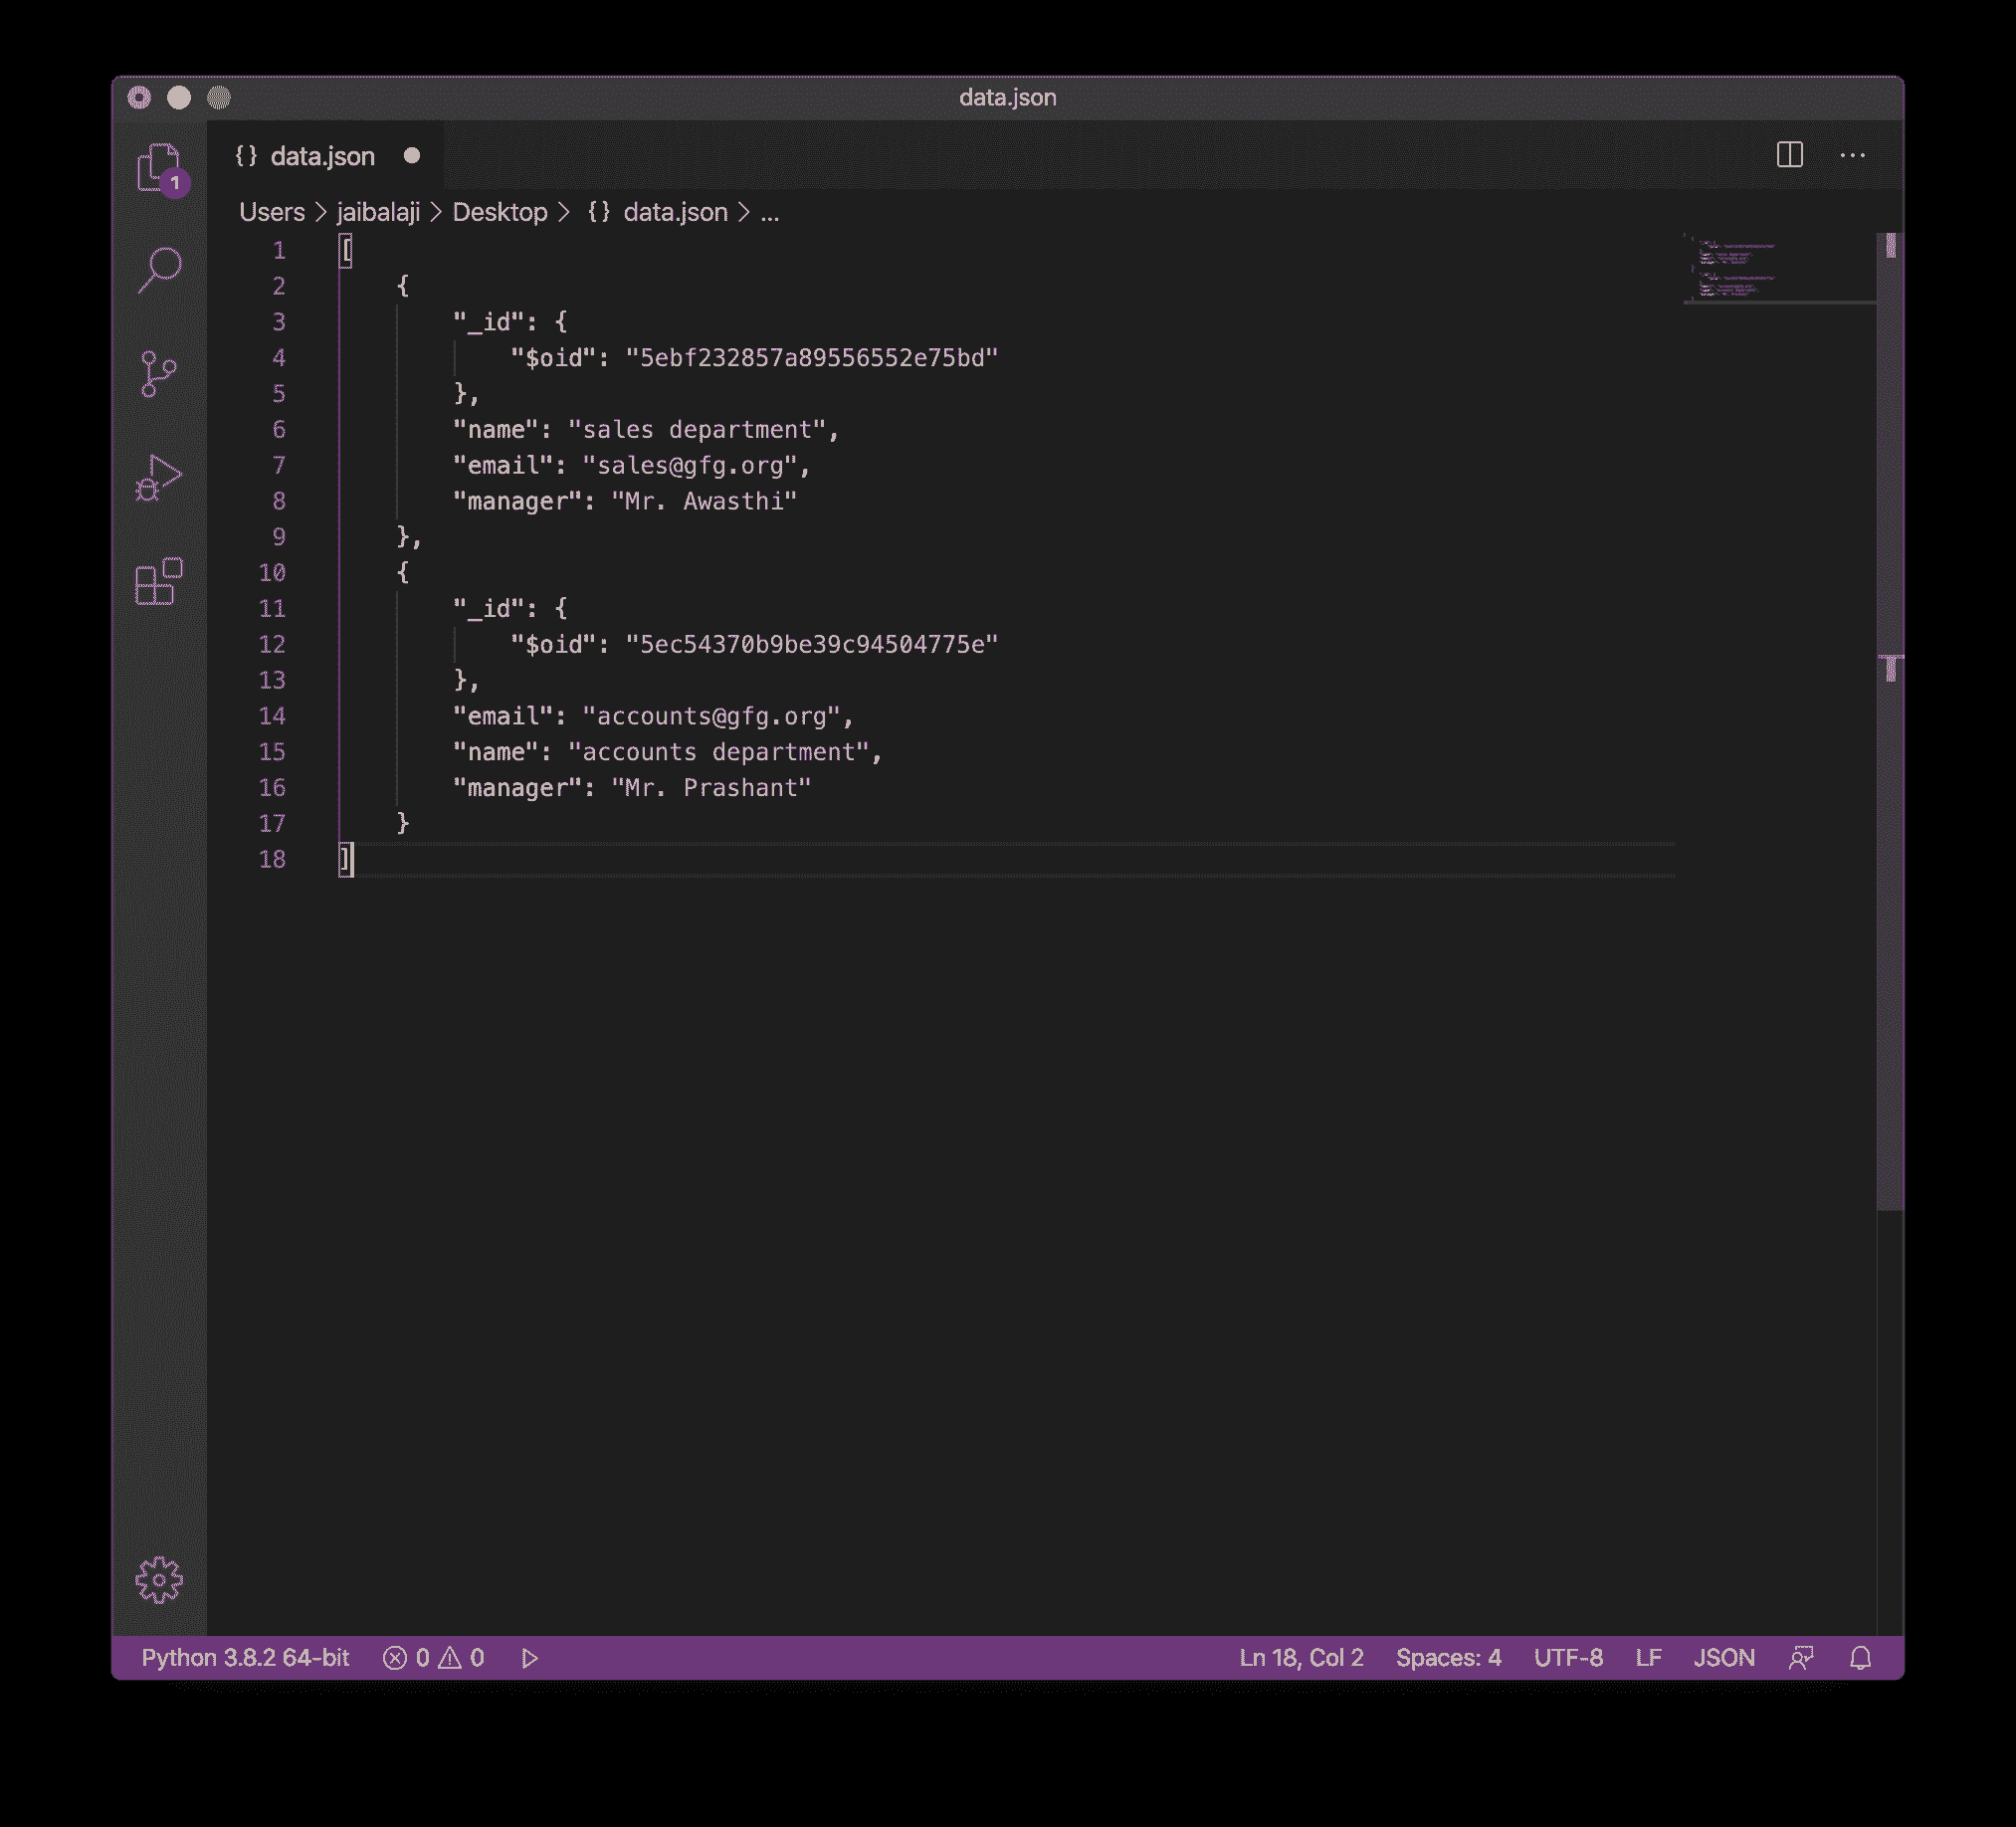 data.json
1
{} data.json
Users > jaibalaji > Desktop > {} data.json > ...
1 [
2 {
3 "_id": {
4 "$oid": "5ebf232857a89556552e75bd"
5 },
6 "name": "sales department",
7 "email": "sales@gfg.org",
8 "manager": "Mr. Awasthi"
9 },
10 {
11 "_id": {
12 "$oid": "5ec54370b9be39c94504775e"
13 },
14 "email": "accounts@gfg.org",
15 "name": "accounts department",
16 "manager": "Mr. Prashant"
17 }
18 ]
Python 3.8.2 64-bit 0 0 Ln 18, Col 2 Spaces: 4 UTF-8 LF JSON